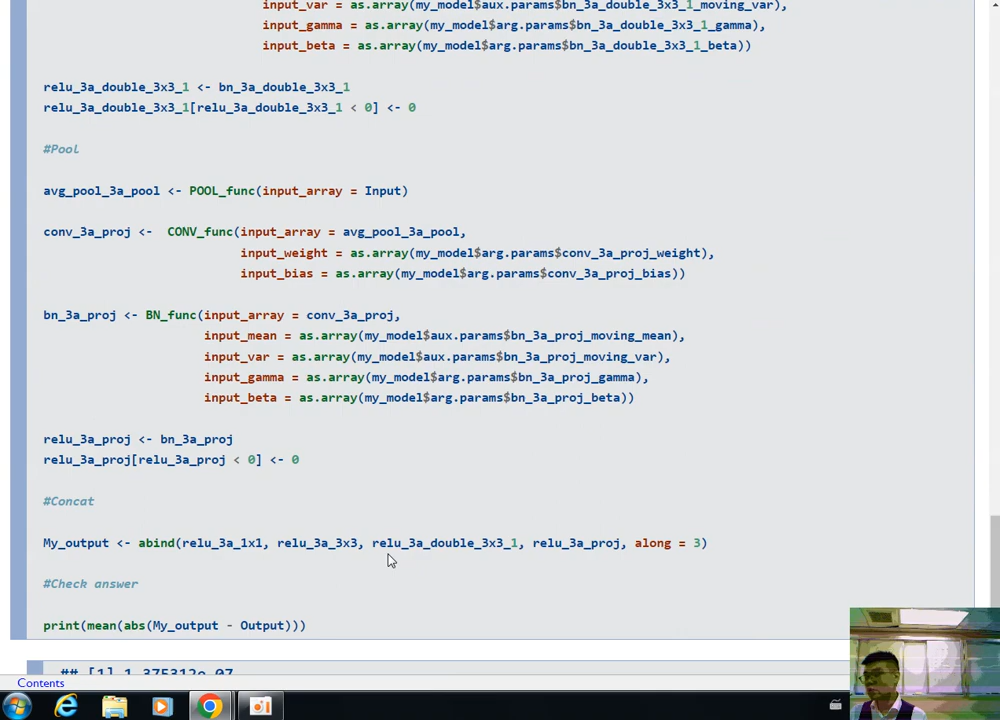 input_var = as.array(my_model$aux.params$bn_3a_double_3x3_1_moving_var),
input_gamma = as.array(my_model$arg.params$bn_3a_double_3x3_1_gamma),
input_beta = as.array(my_model$arg.params$bn_3a_double_3x3_1_beta))
relu_3a_double_3x3_1 <- bn_3a_double_3x3_1
relu_3a_double_3x3_1[relu_3a_double_3x3_1 < 0] <- 0
#Pool
avg_pool_3a_pool <- POOL_func(input_array = Input)
conv_3a_proj <-  CONV_func(input_array = avg_pool_3a_pool,
input_weight = as.array(my_model$arg.params$conv_3a_proj_weight),
input_bias = as.array(my_model$arg.params$conv_3a_proj_bias))
bn_3a_proj <- BN_func(input_array = conv_3a_proj,
input_mean = as.array(my_model$aux.params$bn_3a_proj_moving_mean),
input_var = as.array(my_model$aux.params$bn_3a_proj_moving_var),
input_gamma = as.array(my_model$arg.params$bn_3a_proj_gamma),
input_beta = as.array(my_model$arg.params$bn_3a_proj_beta))
relu_3a_proj <- bn_3a_proj
relu_3a_proj[relu_3a_proj < 0] <- 0
#Concat
My_output <- abind(relu_3a_1x1, relu_3a_3x3, relu_3a_double_3x3_1, relu_3a_proj, along = 3)
#Check answer
print(mean(abs(My_output - Output)))
## [1] 1.375312e-07
Contents